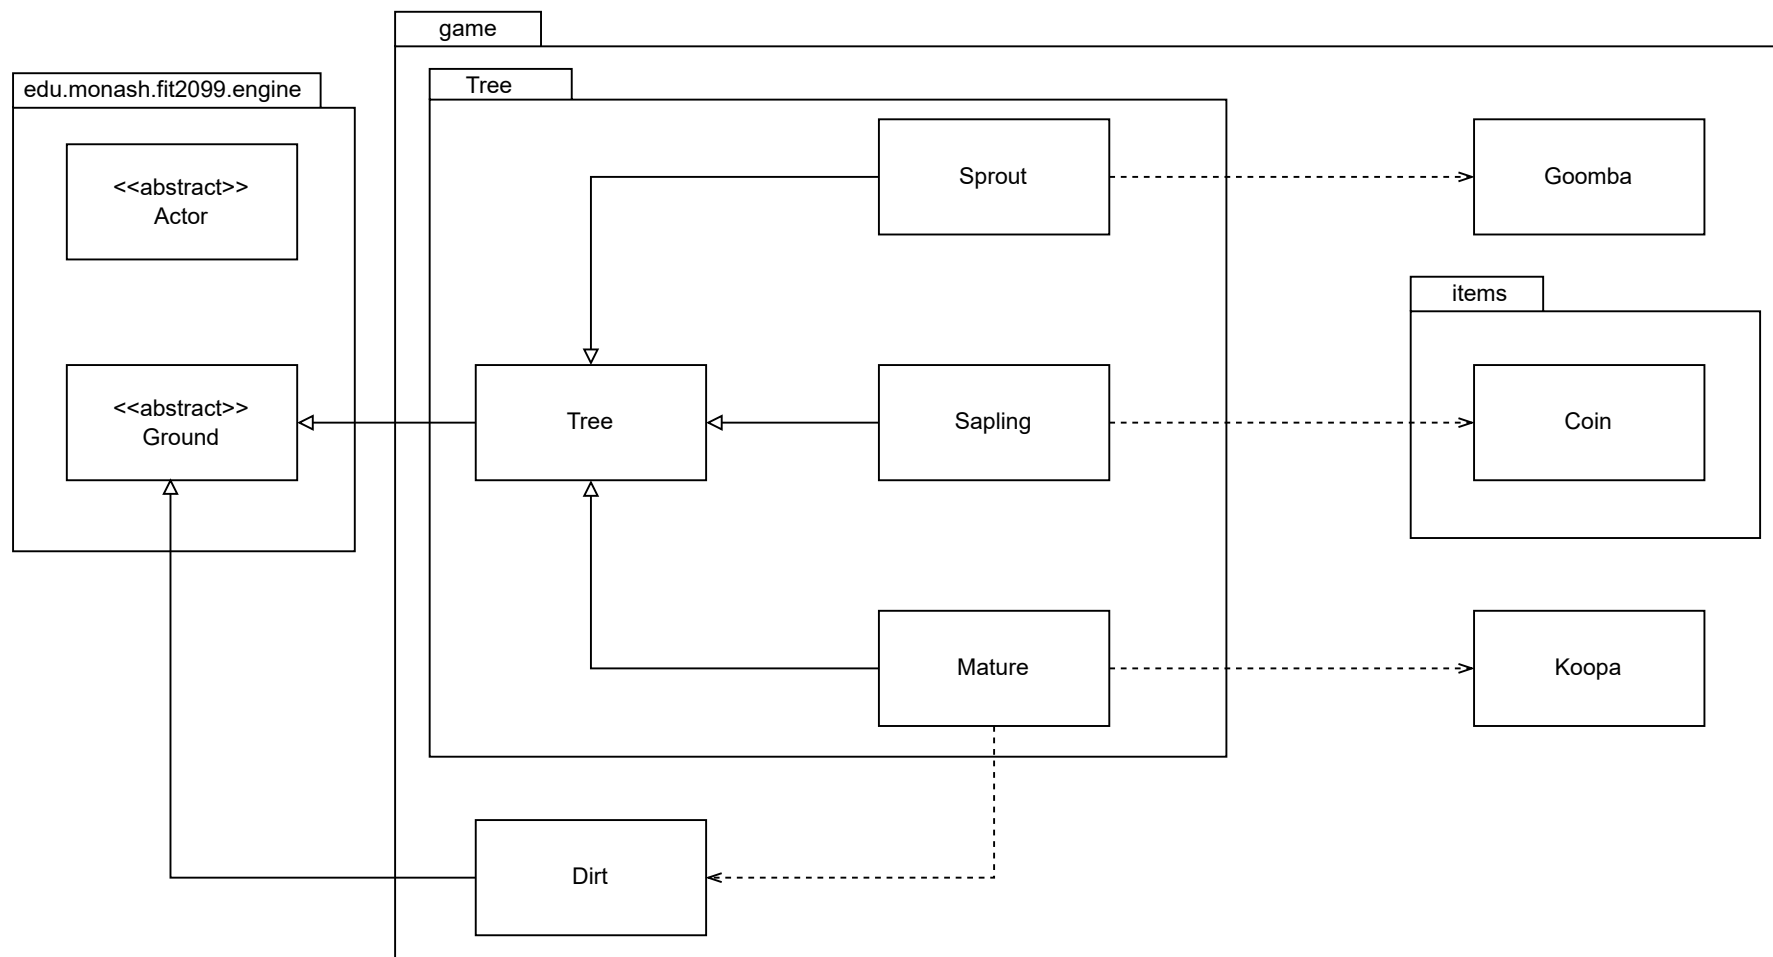 game
edu.monash.fit2099.engine
Tree
<<abstract>>
Actor
Sprout
Goomba
items
<<abstract>>
Ground
Tree
Sapling
Coin
Mature
Koopa
Dirt